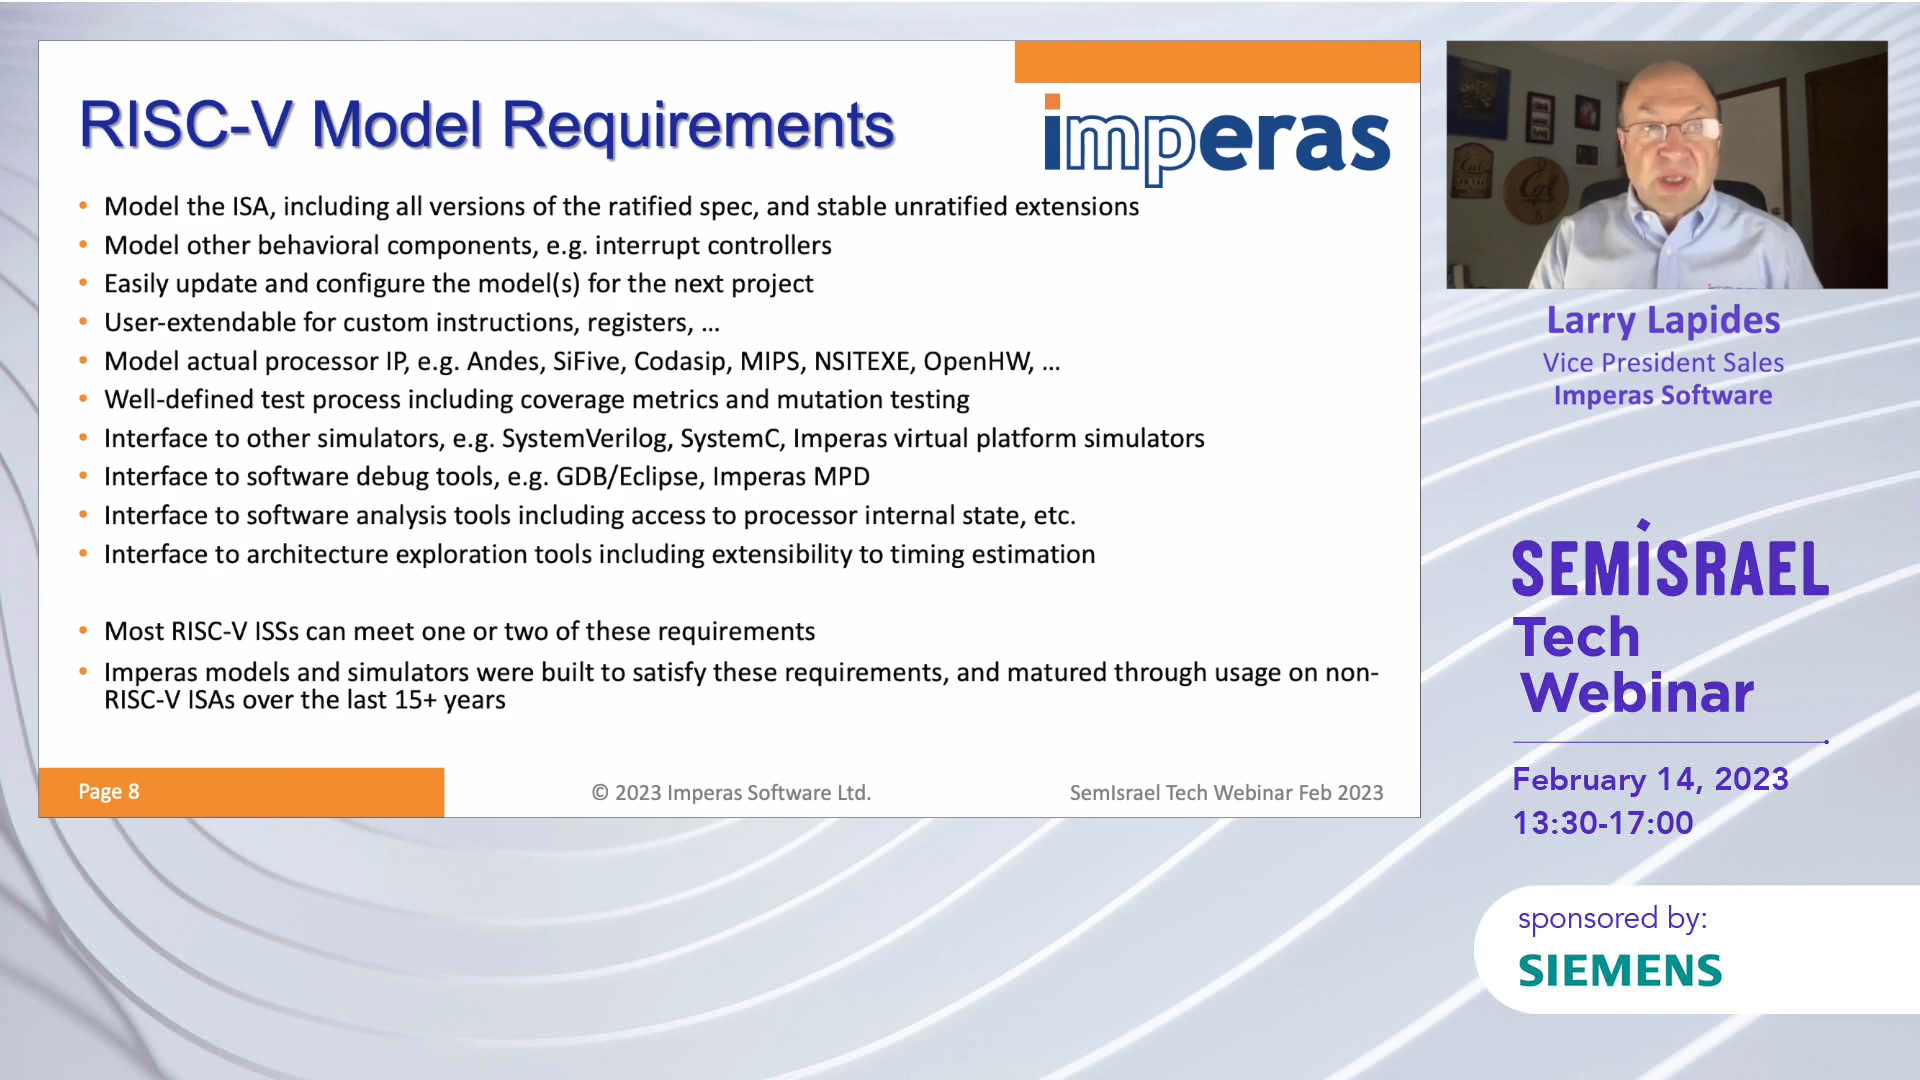 RISC-V Model Requirements
imperas
• Model the ISA, including all versions of the ratified spec, and stable unratified extensions
• Model other behavioral components, e.g. interrupt controllers
• Easily update and configure the model(s) for the next project
• User-extendable for custom instructions, registers, ...
• Model actual processor IP, e.g. Andes, SiFive, Codasip, MIPS, NSITEXE, OpenHW, ...
• Well-defined test process including coverage metrics and mutation testing
• Interface to other simulators, e.g. SystemVerilog, SystemC, Imperas virtual platform simulators
• Interface to software debug tools, e.g. GDB/Eclipse, Imperas MPD
• Interface to software analysis tools including access to processor internal state, etc.
• Interface to architecture exploration tools including extensibility to timing estimation
• Most RISC-V ISSs can meet one or two of these requirements
• Imperas models and simulators were built to satisfy these requirements, and matured through usage on non-
RISC-V ISAs over the last 15+ years
Page 8
© 2023 Imperas Software Ltd.
SemIsrael Tech Webinar Feb 2023
Cal
Larry Lapides
Vice President Sales
Imperas Software
SEMISRAEL
Tech
Webinar
February 14, 2023
13:30-17:00
sponsored by:
SIEMENS